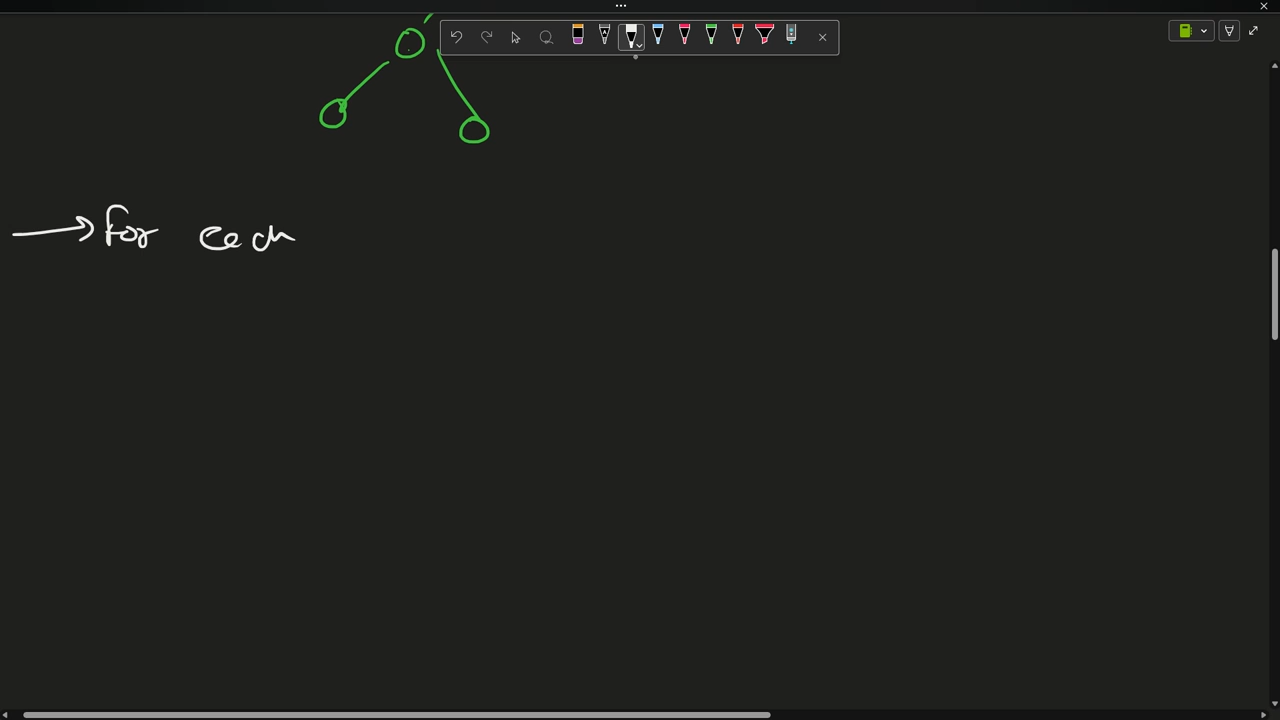 → for each